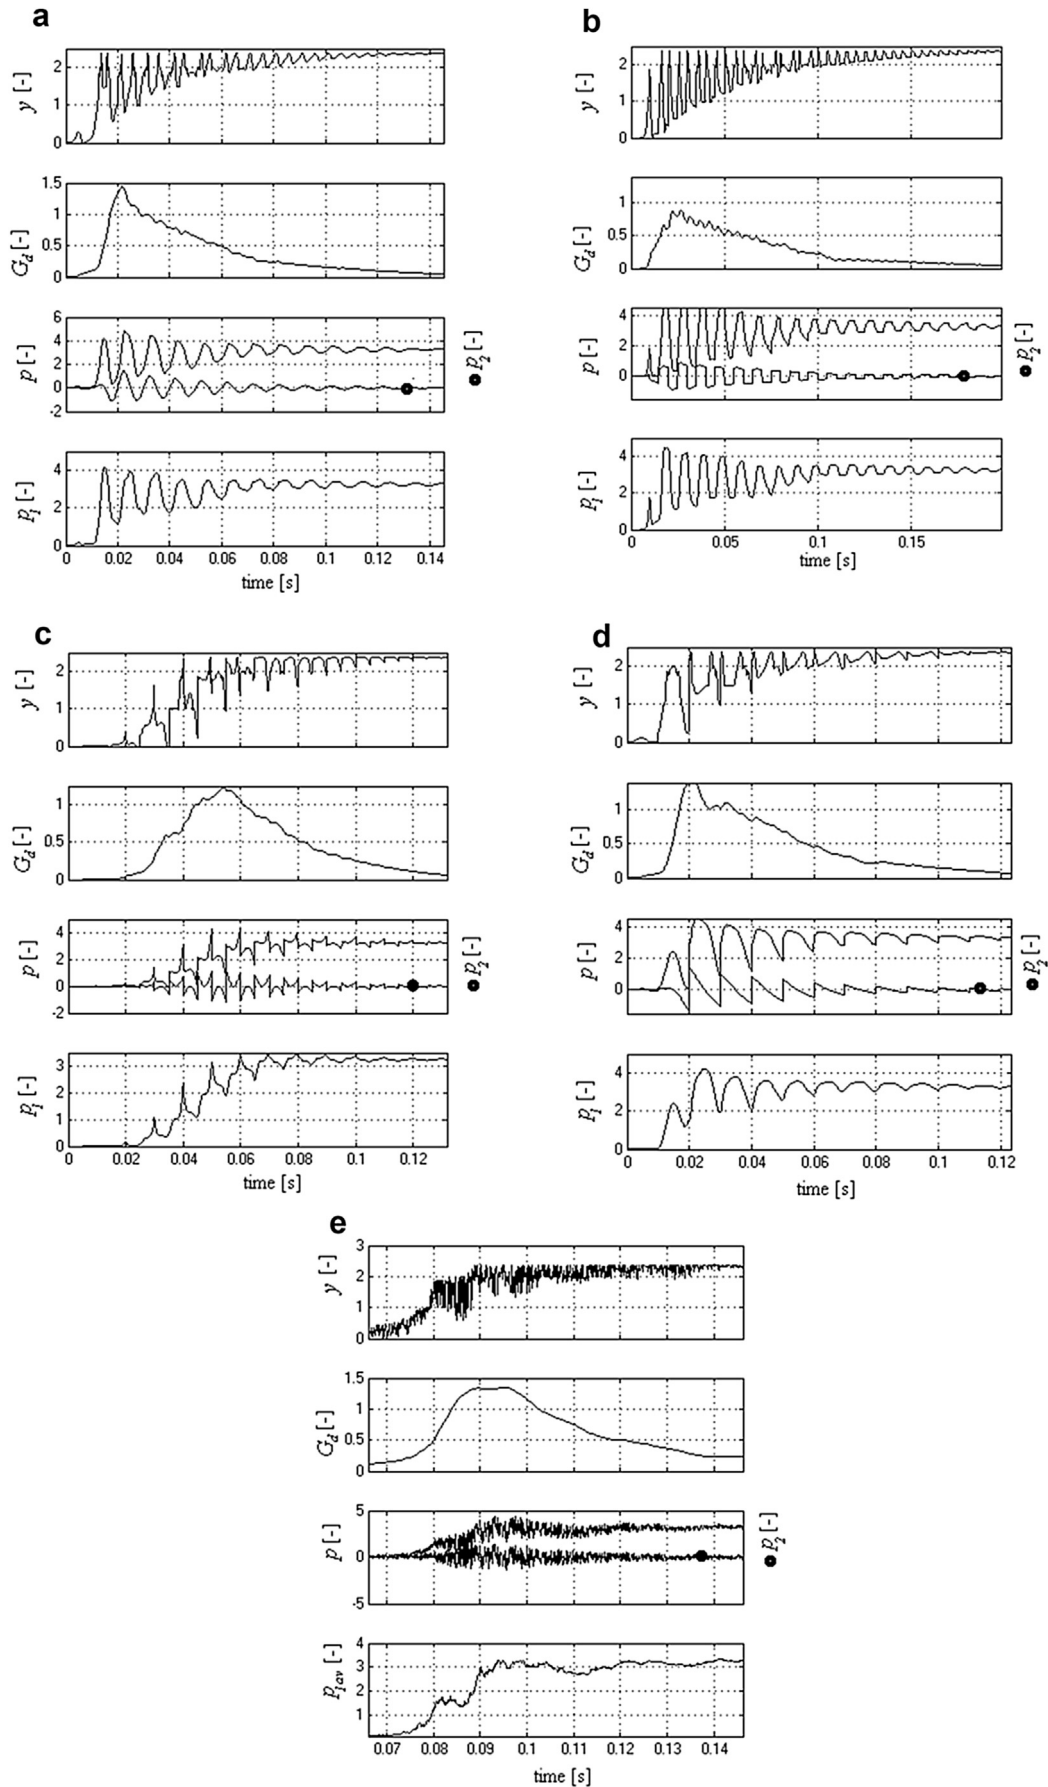 a
y [-]
2
1
0
G_d [-]
1.5
1
0.5
0
p [-]
6
4
2
0
-2
p_2 [-]
p_1 [-]
4
2
0
0 0.02 0.04 0.06 0.08 0.1 0.12 0.14
time [s]
b
y [-]
2
1
0
G_d [-]
1
0.5
0
p [-]
4
2
0
p_2 [-]
p_1 [-]
4
2
0
0 0.05 0.1 0.15
time [s]
c
y [-]
2
1
0
G_d [-]
1
0.5
0
p [-]
4
2
0
-2
p_2 [-]
p_1 [-]
3
2
1
0
0 0.02 0.04 0.06 0.08 0.1 0.12
time [s]
d
y [-]
2
1
0
G_d [-]
1
0.5
0
p [-]
4
2
0
p_2 [-]
p_1 [-]
4
2
0
0 0.02 0.04 0.06 0.08 0.1 0.12
time [s]
e
y [-]
3
2
1
0
G_d [-]
1.5
1
0.5
0
p [-]
5
0
-5
p_2 [-]
p_1av [-]
4
3
2
1
0.07 0.08 0.09 0.1 0.11 0.12 0.13 0.14
time [s]